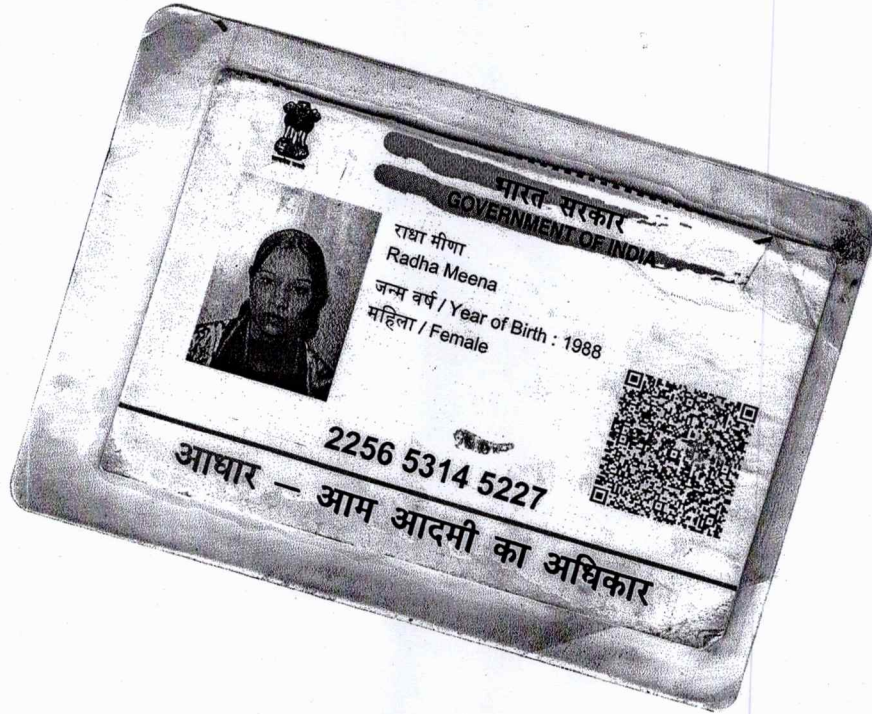 भारत सरकार
GOVERNMENT OF INDIA
राधा मीणा
Radha Meena
जन्म वर्ष / Year of Birth : 1988
महिला / Female
2256 5314 5227
आधार – आम आदमी का अधिकार